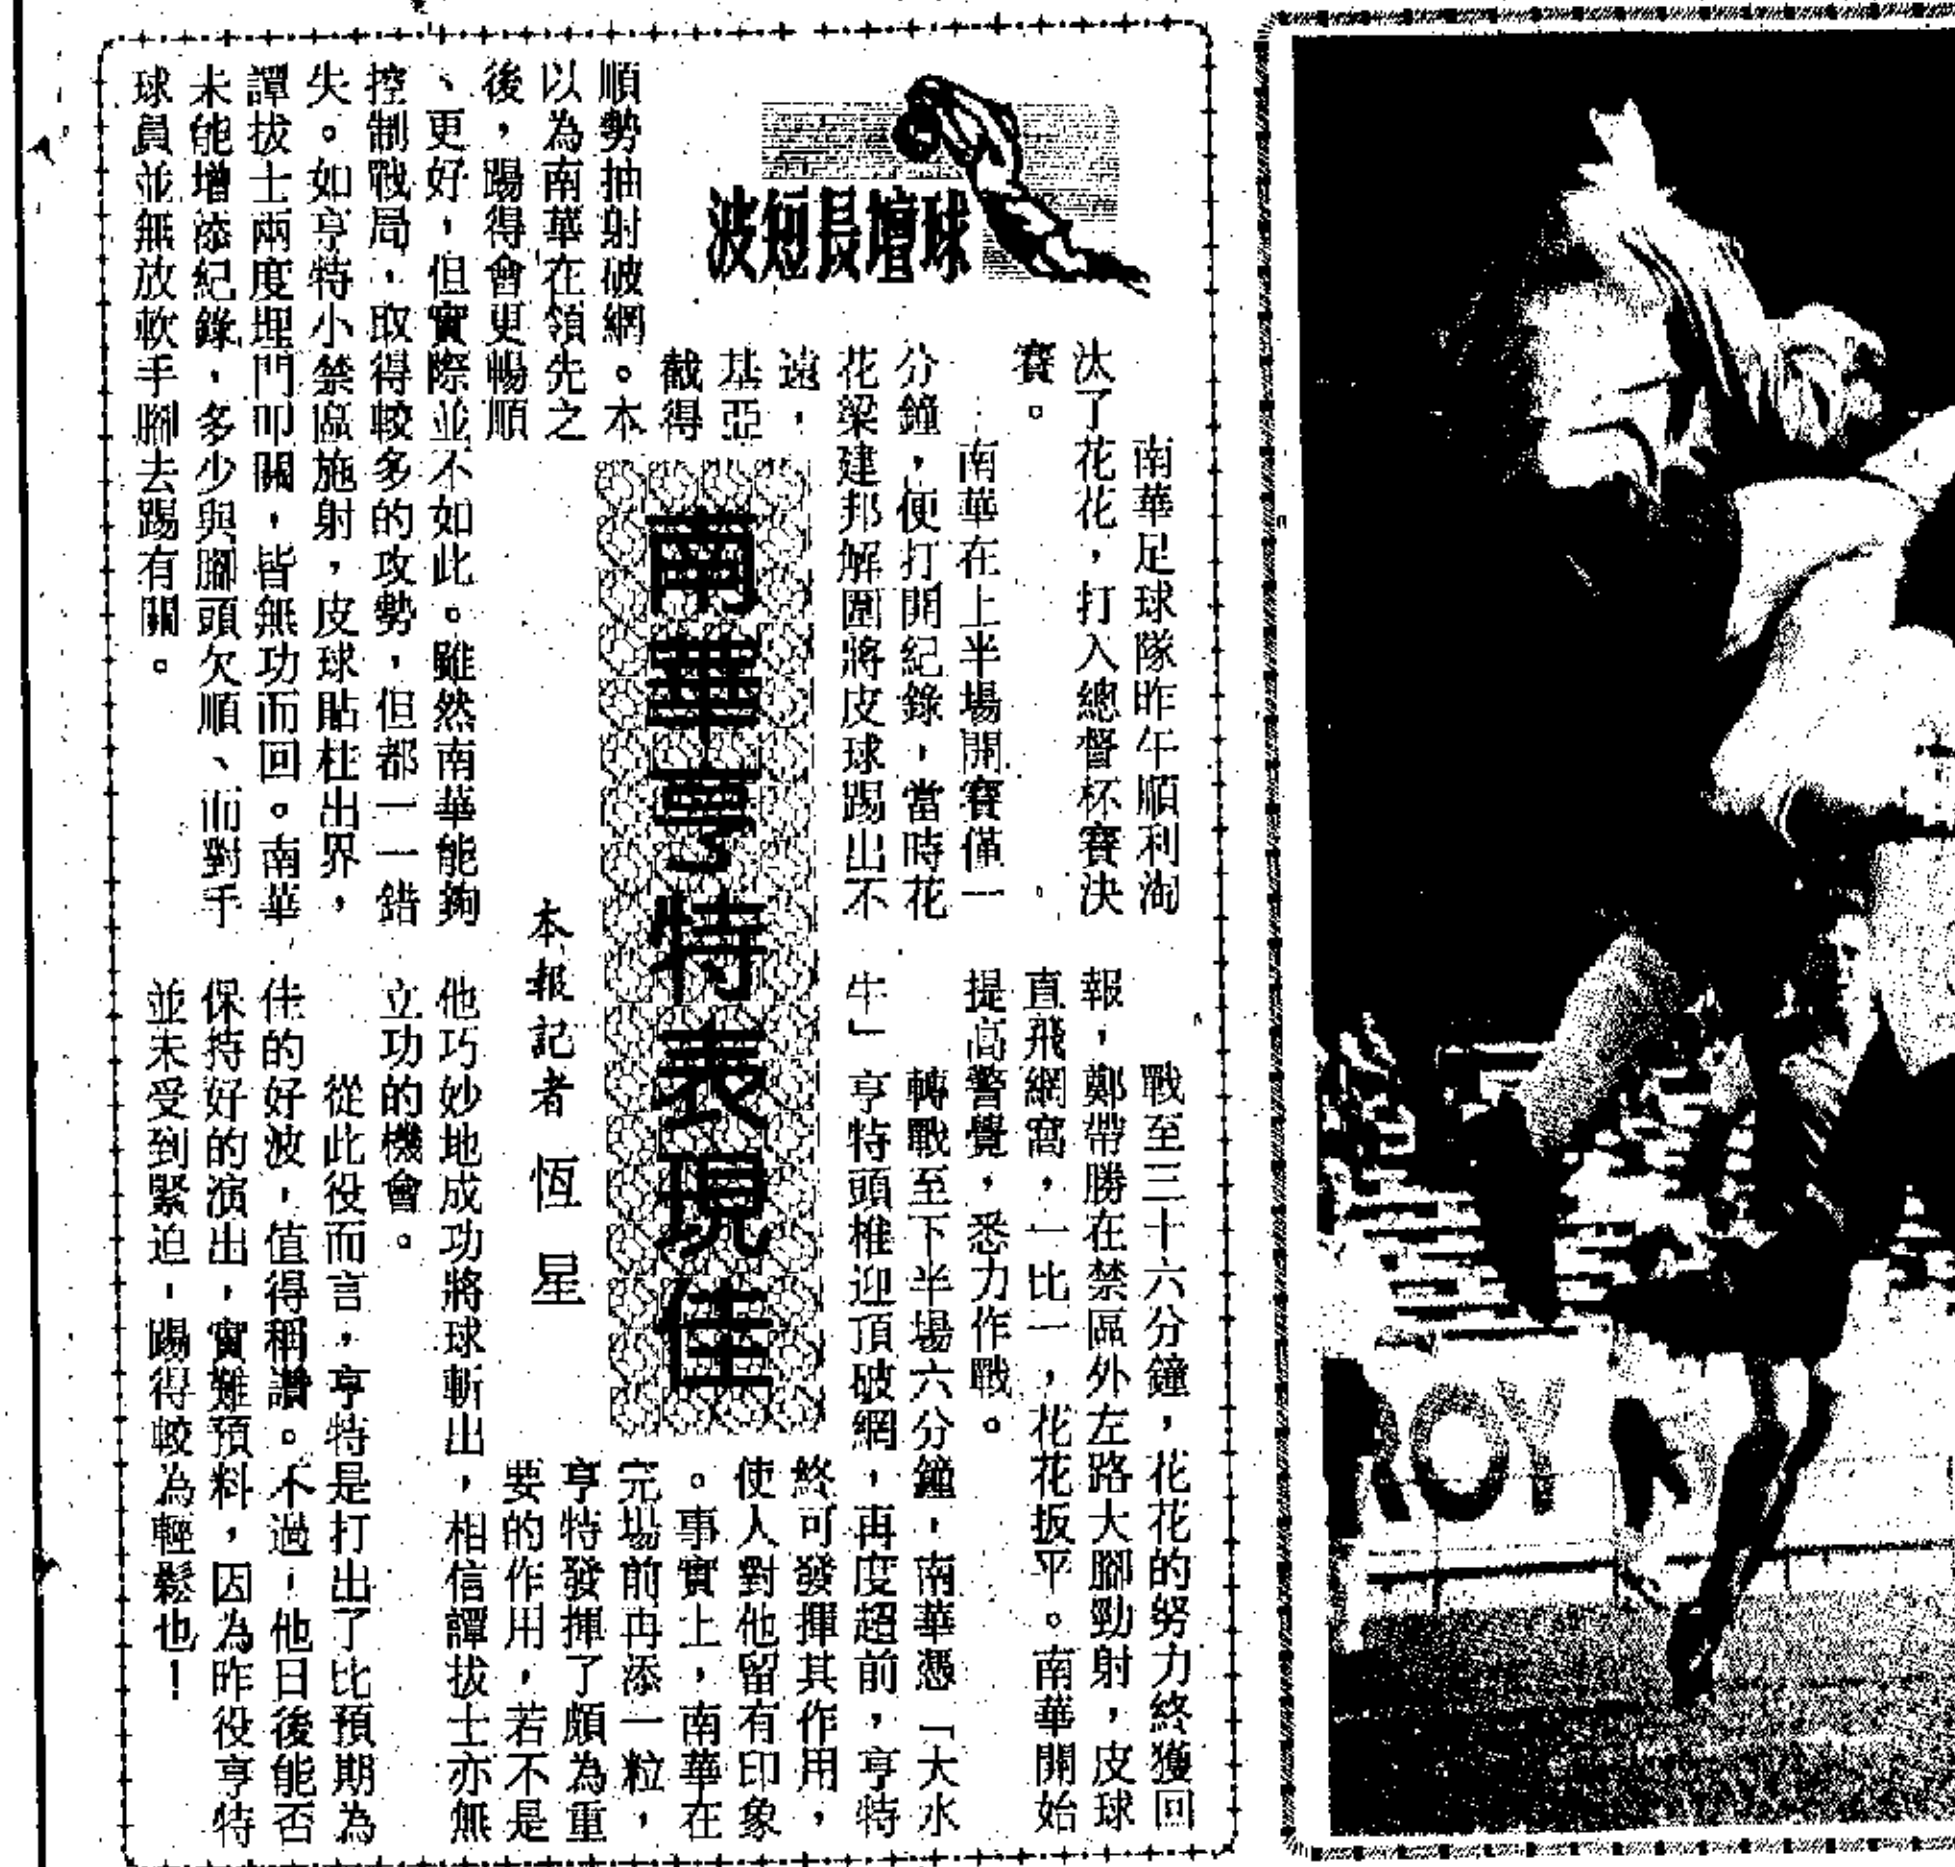 球壇長短波
南華亨特表現佳
本報記者 恆星
南華足球隊昨午順利淘
汰了花花，打入總督杯賽決
賽。
南華在上半場開賽僅一
分鐘，便打開紀錄，當時花
花梁建邦解圍將皮球踢出不
遠，
基亞
截得
順勢抽射破網。本
以為南華在領先之
後，踢得會更暢順
、更好，但實際並不如此。雖然南華能夠
控制戰局，取得較多的攻勢，但都一一錯
失。如亨特小禁區施射，皮球貼柱出界，
譚拔士兩度埋門叩關，皆無功而回。南華
未能增添紀錄，多少與腳頭欠順、而對手
球員並無放軟手腳去踢有關。
戰至三十六分鐘，花花的努力終獲回
報，鄭帶勝在禁區外左路大腳勁射，皮球
直飛網窩，一比一，花花扳平。南華開始
提高警覺，悉力作戰。
轉戰至下半場六分鐘，南華憑「大水
牛」亨特頭椎迎頂破網，再度超前，亨特
終可發揮其作用，
使人對他留有印象
。事實上，南華在
完場前再添一粒，
亨特發揮了頗為重
要的作用，若不是
他巧妙地成功將球斬出，相信譚拔士亦無
立功的機會。
從此役而言，亨特是打出了比預期為
佳的好波，值得稱讚。不過，他日後能否
保持好的演出，實難預料，因為昨役亨特
並未受到緊迫，踢得較為輕鬆也！
ROY